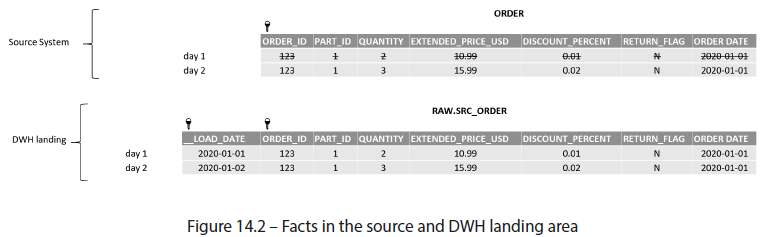 ORDER
Source System
ORDER_ID PART_ID QUANTITY EXTENDED_PRICE_USD DISCOUNT_PERCENT RETURN_FLAG ORDER DATE
day 1 123 1 2 10.99 0.01 N 2020-01-01
day 2 123 1 3 15.99 0.02 N 2020-01-01
RAW.SRC_ORDER
DWH landing
__LOAD_DATE ORDER_ID PART_ID QUANTITY EXTENDED_PRICE_USD DISCOUNT_PERCENT RETURN_FLAG ORDER DATE
day 1 2020-01-01 123 1 2 10.99 0.01 N 2020-01-01
day 2 2020-01-02 123 1 3 15.99 0.02 N 2020-01-01
Figure 14.2 – Facts in the source and DWH landing area